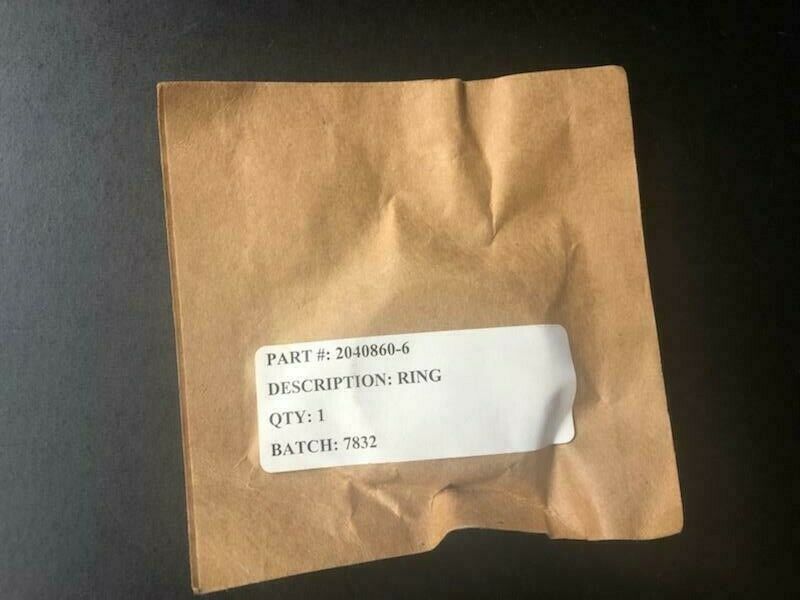 PART #: 2040860-6
DESCRIPTION: RING
QTY: 1
BATCH: 7832